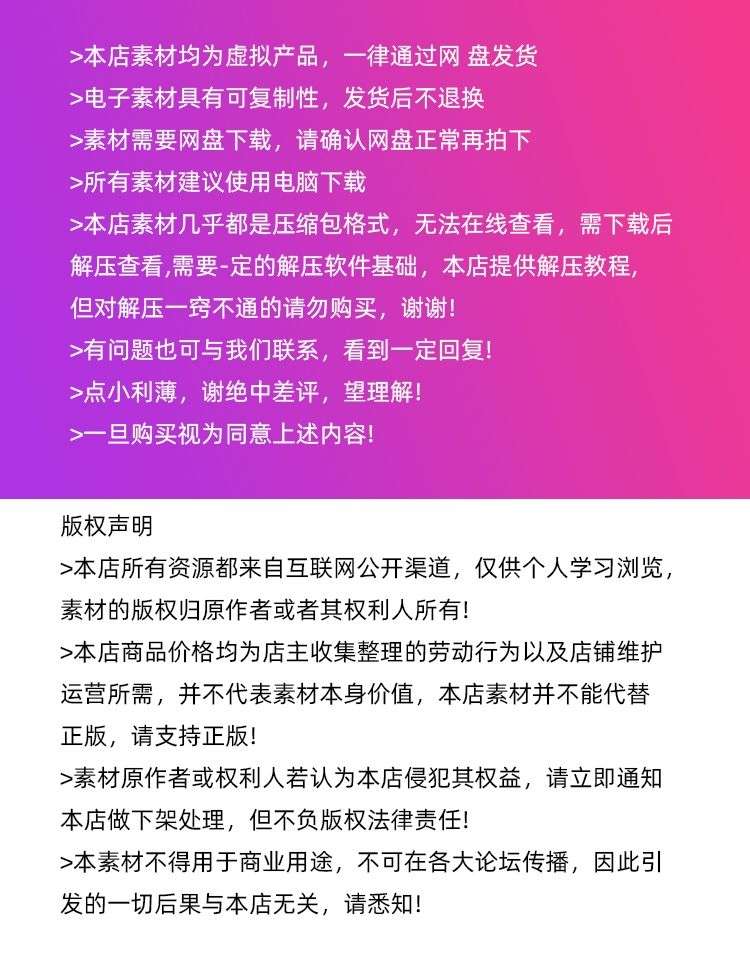 >本店素材均为虚拟产品，一律通过网 盘发货
>电子素材具有可复制性，发货后不退换
>素材需要网盘下载，请确认网盘正常再拍下
>所有素材建议使用电脑下载
>本店素材几乎都是压缩包格式，无法在线查看，需下载后
解压查看,需要-定的解压软件基础，本店提供解压教程,
但对解压一窍不通的请勿购买，谢谢!
>有问题也可与我们联系，看到一定回复!
>点小利薄，谢绝中差评，望理解!
>一旦购买视为同意上述内容!
版权声明
>本店所有资源都来自互联网公开渠道，仅供个人学习浏览，
素材的版权归原作者或者其权利人所有!
>本店商品价格均为店主收集整理的劳动行为以及店铺维护
运营所需，并不代表素材本身价值，本店素材并不能代替
正版，请支持正版!
>素材原作者或权利人若认为本店侵犯其权益，请立即通知
本店做下架处理，但不负版权法律责任!
>本素材不得用于商业用途，不可在各大论坛传播，因此引
发的一切后果与本店无关，请悉知!